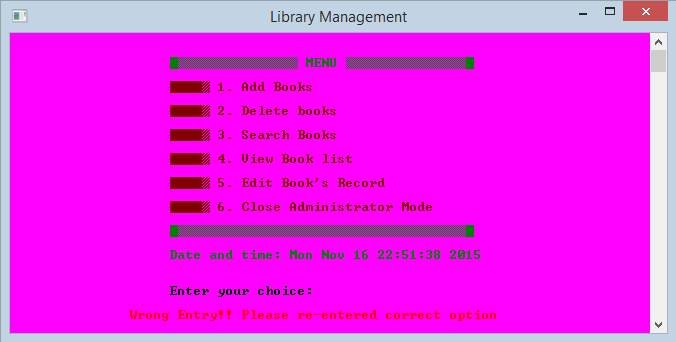 Library Management
MENU
1. Add Books
2. Delete books
3. Search Books
4. View Book list
5. Edit Book's Record
6. Close Administrator Mode
Date and time: Mon Nov 16 22:51:38 2015
Enter your choice:
Wrong Entry!! Please re-entered correct option